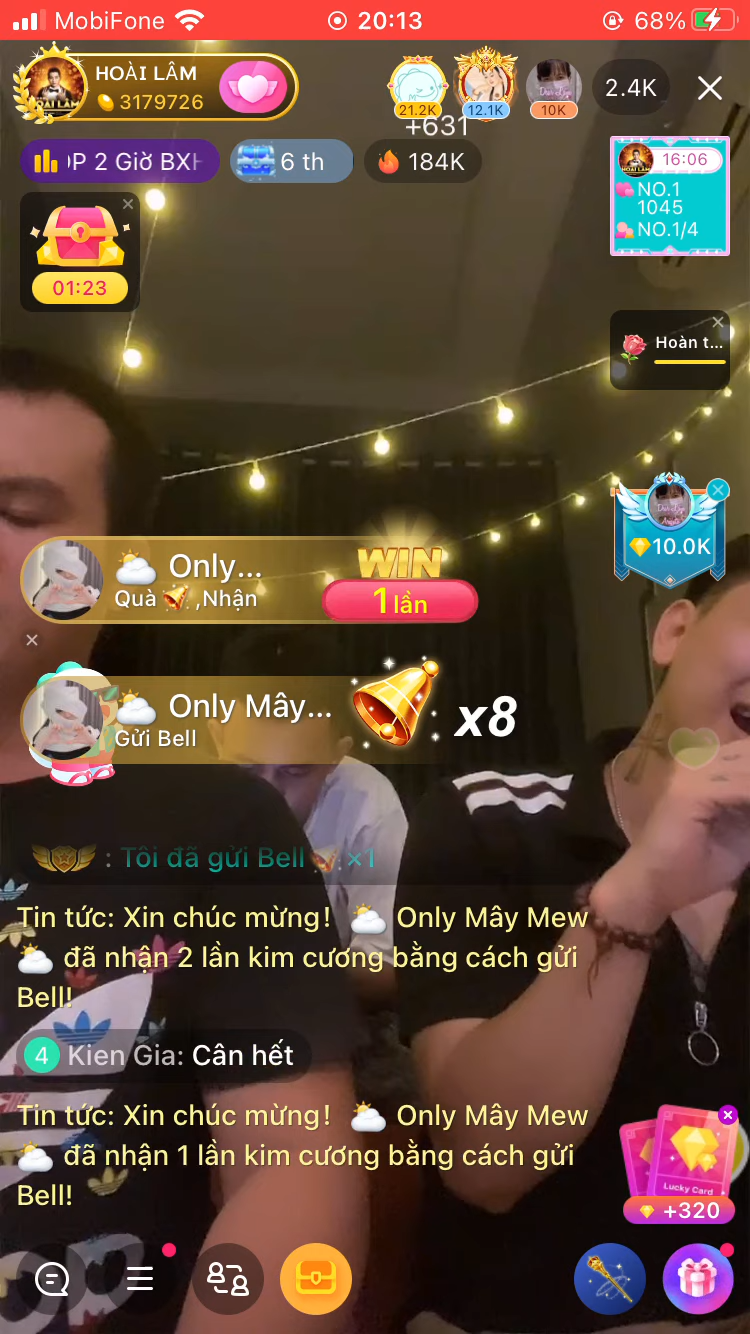 MobiFone
20:13
68%
HOÀI LÂM
3179726
21.2K
12.1K
10K
2.4K
+631
OP 2 Giờ BXH
6 th
184K
16:06
NO.1
1045
NO.1/4
01:23
Hoàn t...
10.0K
Only...
Quà ,Nhận
WIN
1 lần
Only Mây...
Gửi Bell
x8
: Tôi đã gửi Bell ×1
Tin tức: Xin chúc mừng! Only Mây Mew
đã nhận 2 lần kim cương bằng cách gửi
Bell!
4 Kien Gia: Cân hết
Tin tức: Xin chúc mừng! Only Mây Mew
đã nhận 1 lần kim cương bằng cách gửi
Bell!
Lucky Card
+320